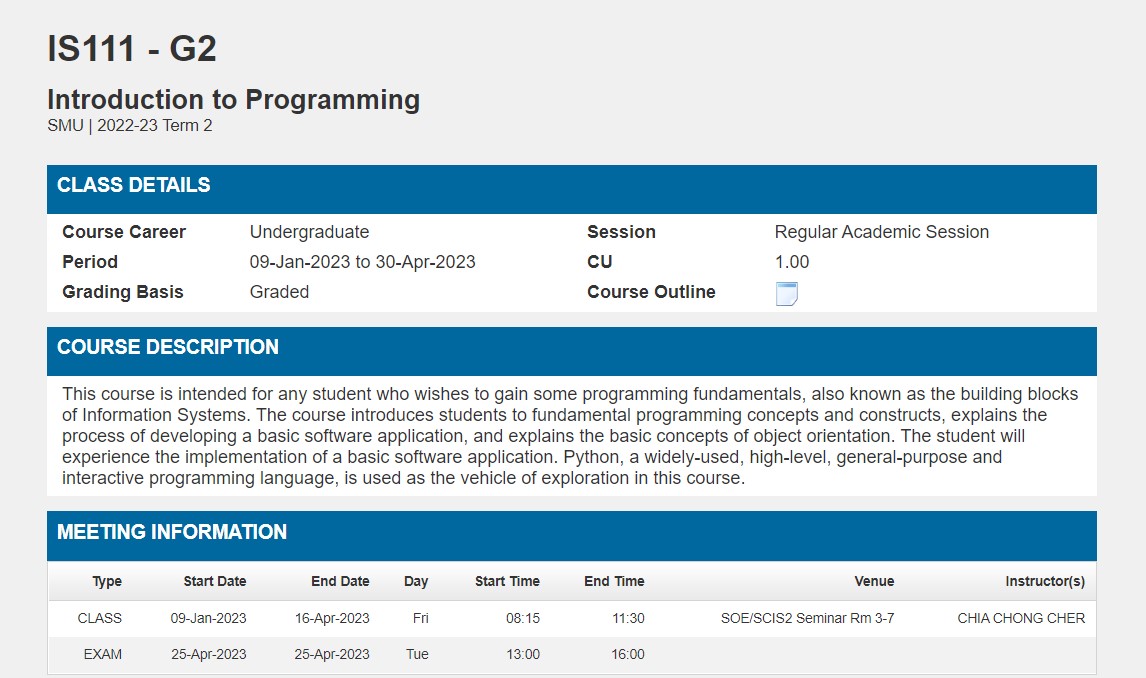 IS111 - G2
Introduction to Programming
SMU | 2022-23 Term 2
CLASS DETAILS
Course Career Undergraduate Session Regular Academic Session
Period 09-Jan-2023 to 30-Apr-2023 CU 1.00
Grading Basis Graded Course Outline
COURSE DESCRIPTION
This course is intended for any student who wishes to gain some programming fundamentals, also known as the building blocks
of Information Systems. The course introduces students to fundamental programming concepts and constructs, explains the
process of developing a basic software application, and explains the basic concepts of object orientation. The student will
experience the implementation of a basic software application. Python, a widely-used, high-level, general-purpose and
interactive programming language, is used as the vehicle of exploration in this course.
MEETING INFORMATION
Type Start Date End Date Day Start Time End Time Venue Instructor(s)
CLASS 09-Jan-2023 16-Apr-2023 Fri 08:15 11:30 SOE/SCIS2 Seminar Rm 3-7 CHIA CHONG CHER
EXAM 25-Apr-2023 25-Apr-2023 Tue 13:00 16:00